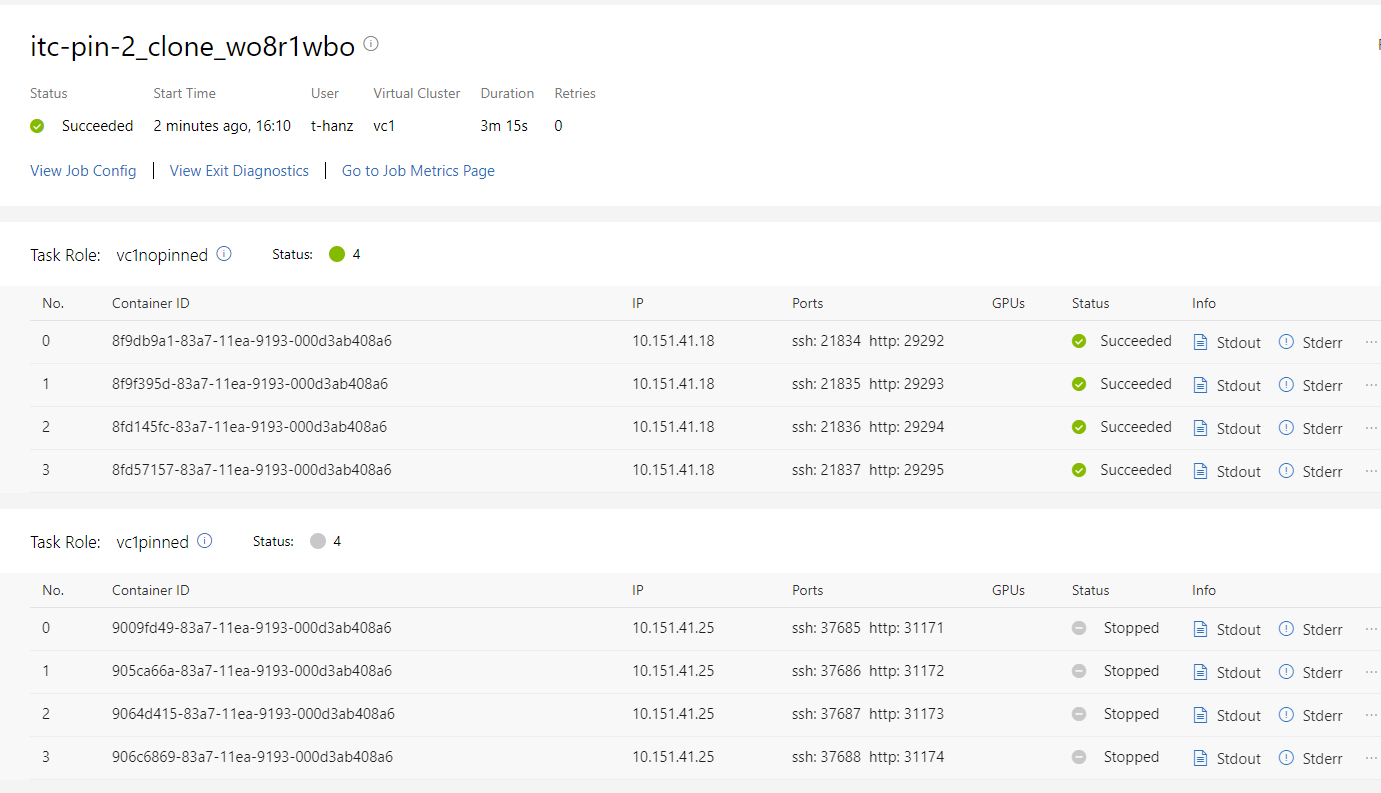 itc-pin-2_clone_wo8r1wbo
Status Start Time User Virtual Cluster Duration Retries
Succeeded 2 minutes ago, 16:10 t-hanz vc1 3m 15s 0
View Job Config View Exit Diagnostics Go to Job Metrics Page
Task Role: vc1nopinned Status: 4
No. Container ID IP Ports GPUs Status Info
0 8f9db9a1-83a7-11ea-9193-000d3ab408a6 10.151.41.18 ssh: 21834 http: 29292 Succeeded Stdout Stderr ...
1 8f9f395d-83a7-11ea-9193-000d3ab408a6 10.151.41.18 ssh: 21835 http: 29293 Succeeded Stdout Stderr ...
2 8fd145fc-83a7-11ea-9193-000d3ab408a6 10.151.41.18 ssh: 21836 http: 29294 Succeeded Stdout Stderr ...
3 8fd57157-83a7-11ea-9193-000d3ab408a6 10.151.41.18 ssh: 21837 http: 29295 Succeeded Stdout Stderr ...
Task Role: vc1pinned Status: 4
No. Container ID IP Ports GPUs Status Info
0 9009fd49-83a7-11ea-9193-000d3ab408a6 10.151.41.25 ssh: 37685 http: 31171 Stopped Stdout Stderr ...
1 905ca66a-83a7-11ea-9193-000d3ab408a6 10.151.41.25 ssh: 37686 http: 31172 Stopped Stdout Stderr ...
2 9064d415-83a7-11ea-9193-000d3ab408a6 10.151.41.25 ssh: 37687 http: 31173 Stopped Stdout Stderr ...
3 906c6869-83a7-11ea-9193-000d3ab408a6 10.151.41.25 ssh: 37688 http: 31174 Stopped Stdout Stderr ...